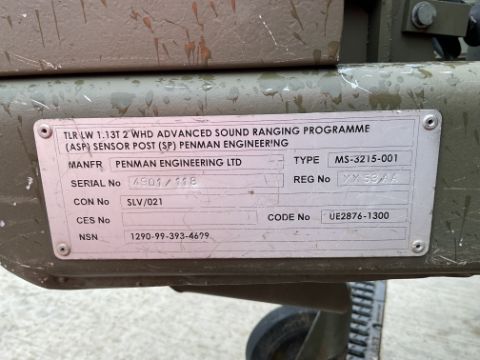 TLR LW 1.13T 2 WHD ADVANCED SOUND RANGING PROGRAMME
(ASP) SENSOR POST (SP) PENMAN ENGINEERING
MANFR PENMAN ENGINEERING LTD TYPE MS-3215-001
SERIAL No 4901/118 REG No
CON No SLV/021
CES No CODE No UE2876-1300
NSN 1290-99-393-4699